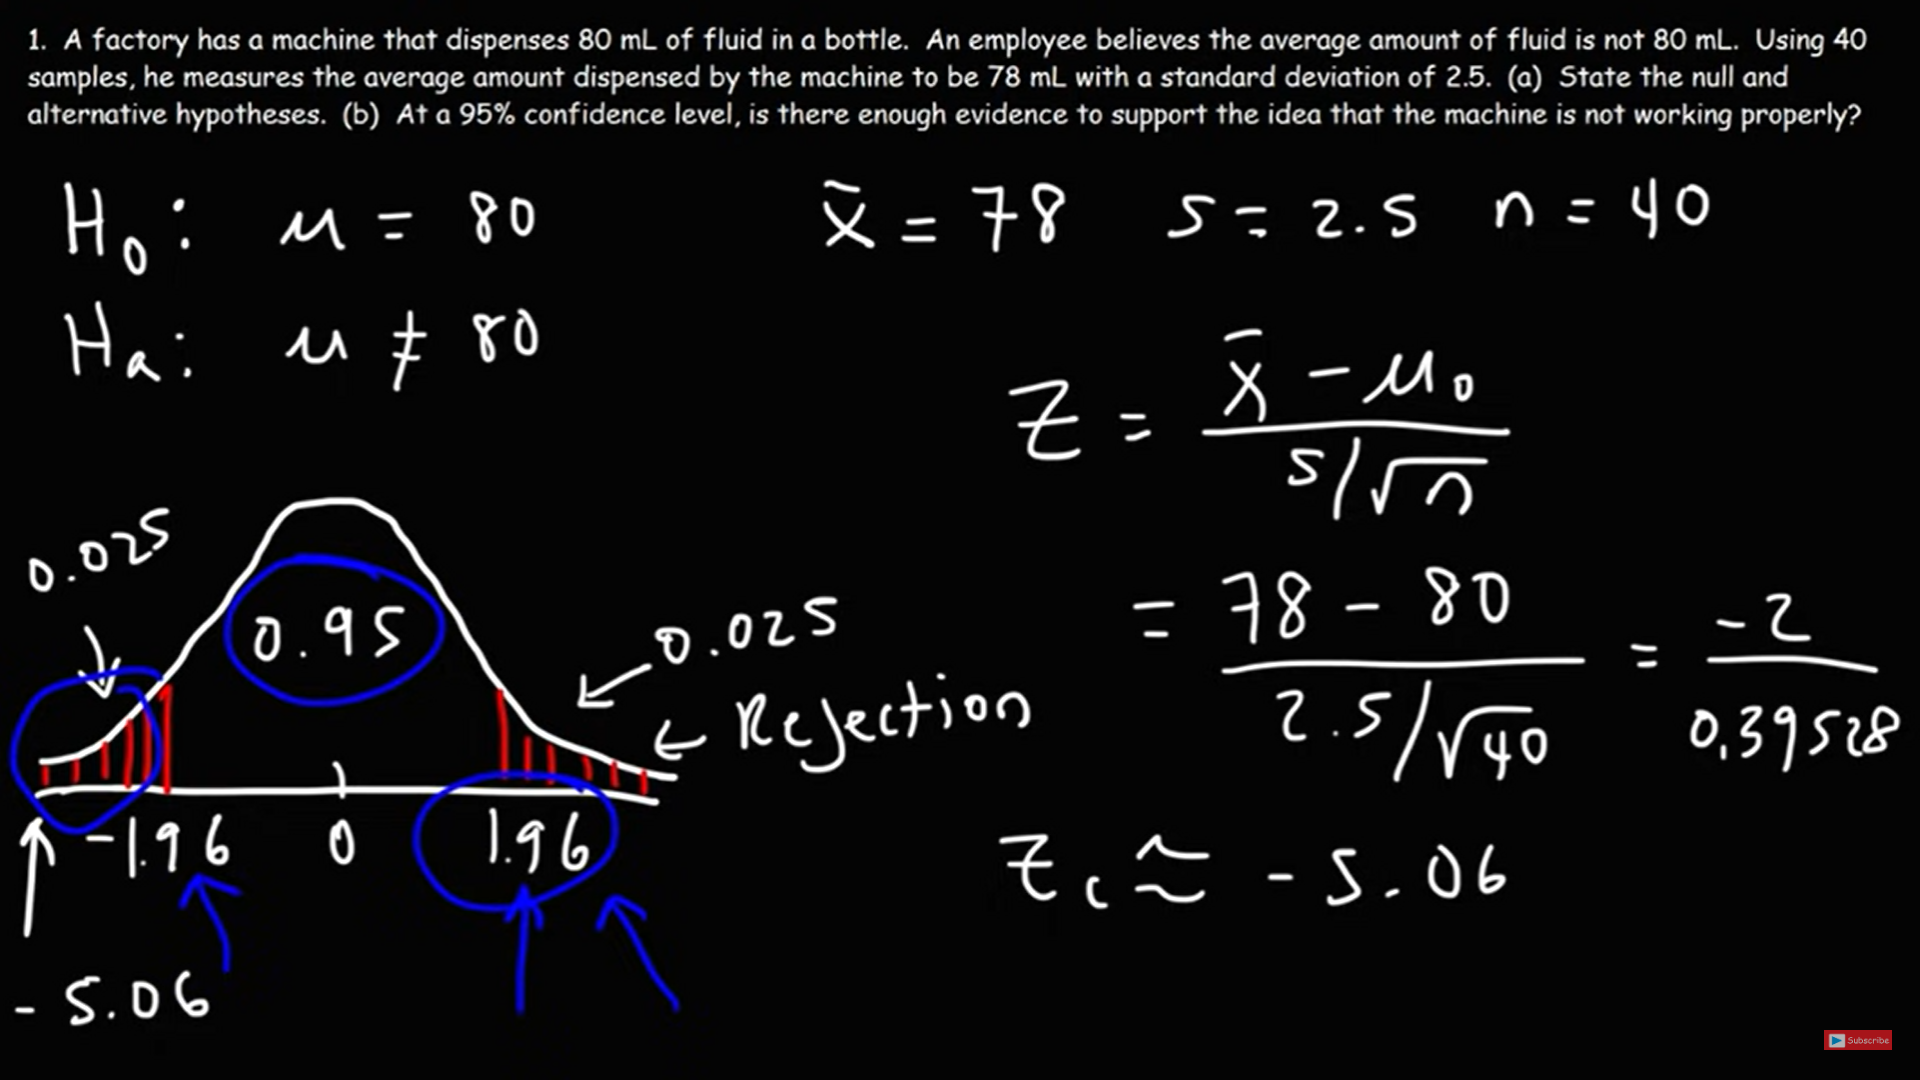 1. A factory has a machine that dispenses 80 mL of fluid in a bottle. An employee believes the average amount of fluid is not 80 mL. Using 40
samples, he measures the average amount dispensed by the machine to be 78 mL with a standard deviation of 2.5. (a) State the null and
alternative hypotheses. (b) At a 95% confidence level, is there enough evidence to support the idea that the machine is not working properly?
H₀: μ = 80
x̄ = 78 s = 2.5 n = 40
Hₐ: μ ≠ 80
Z = x̄ - μ₀
s/√n
0.025
0.95
0.025
Rejection
= 78 - 80 = -2
2.5/√40 0.39528
-1.96 0 1.96
Zc ≈ -5.06
-5.06
Subscribe